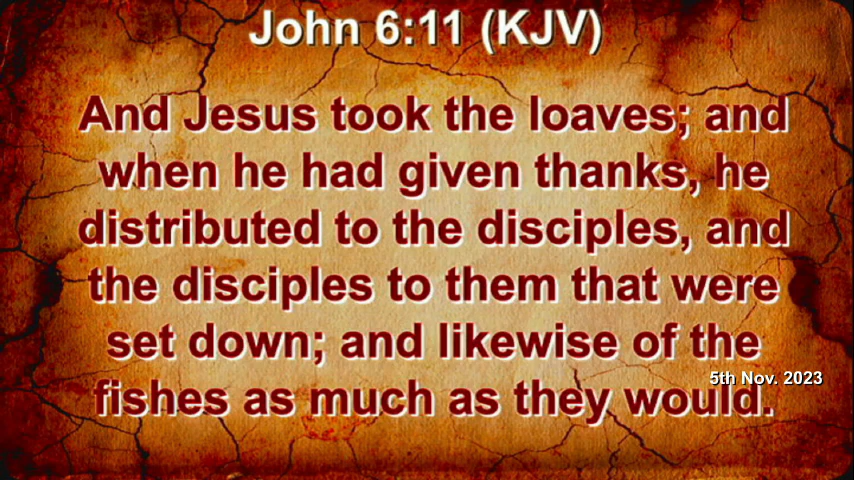 John 6:11 (KJV)
And Jesus took the loaves; and
when he had given thanks, he
distributed to the disciples, and
the disciples to them that were
set down; and likewise of the
5th Nov. 2023
fishes as much as they would.